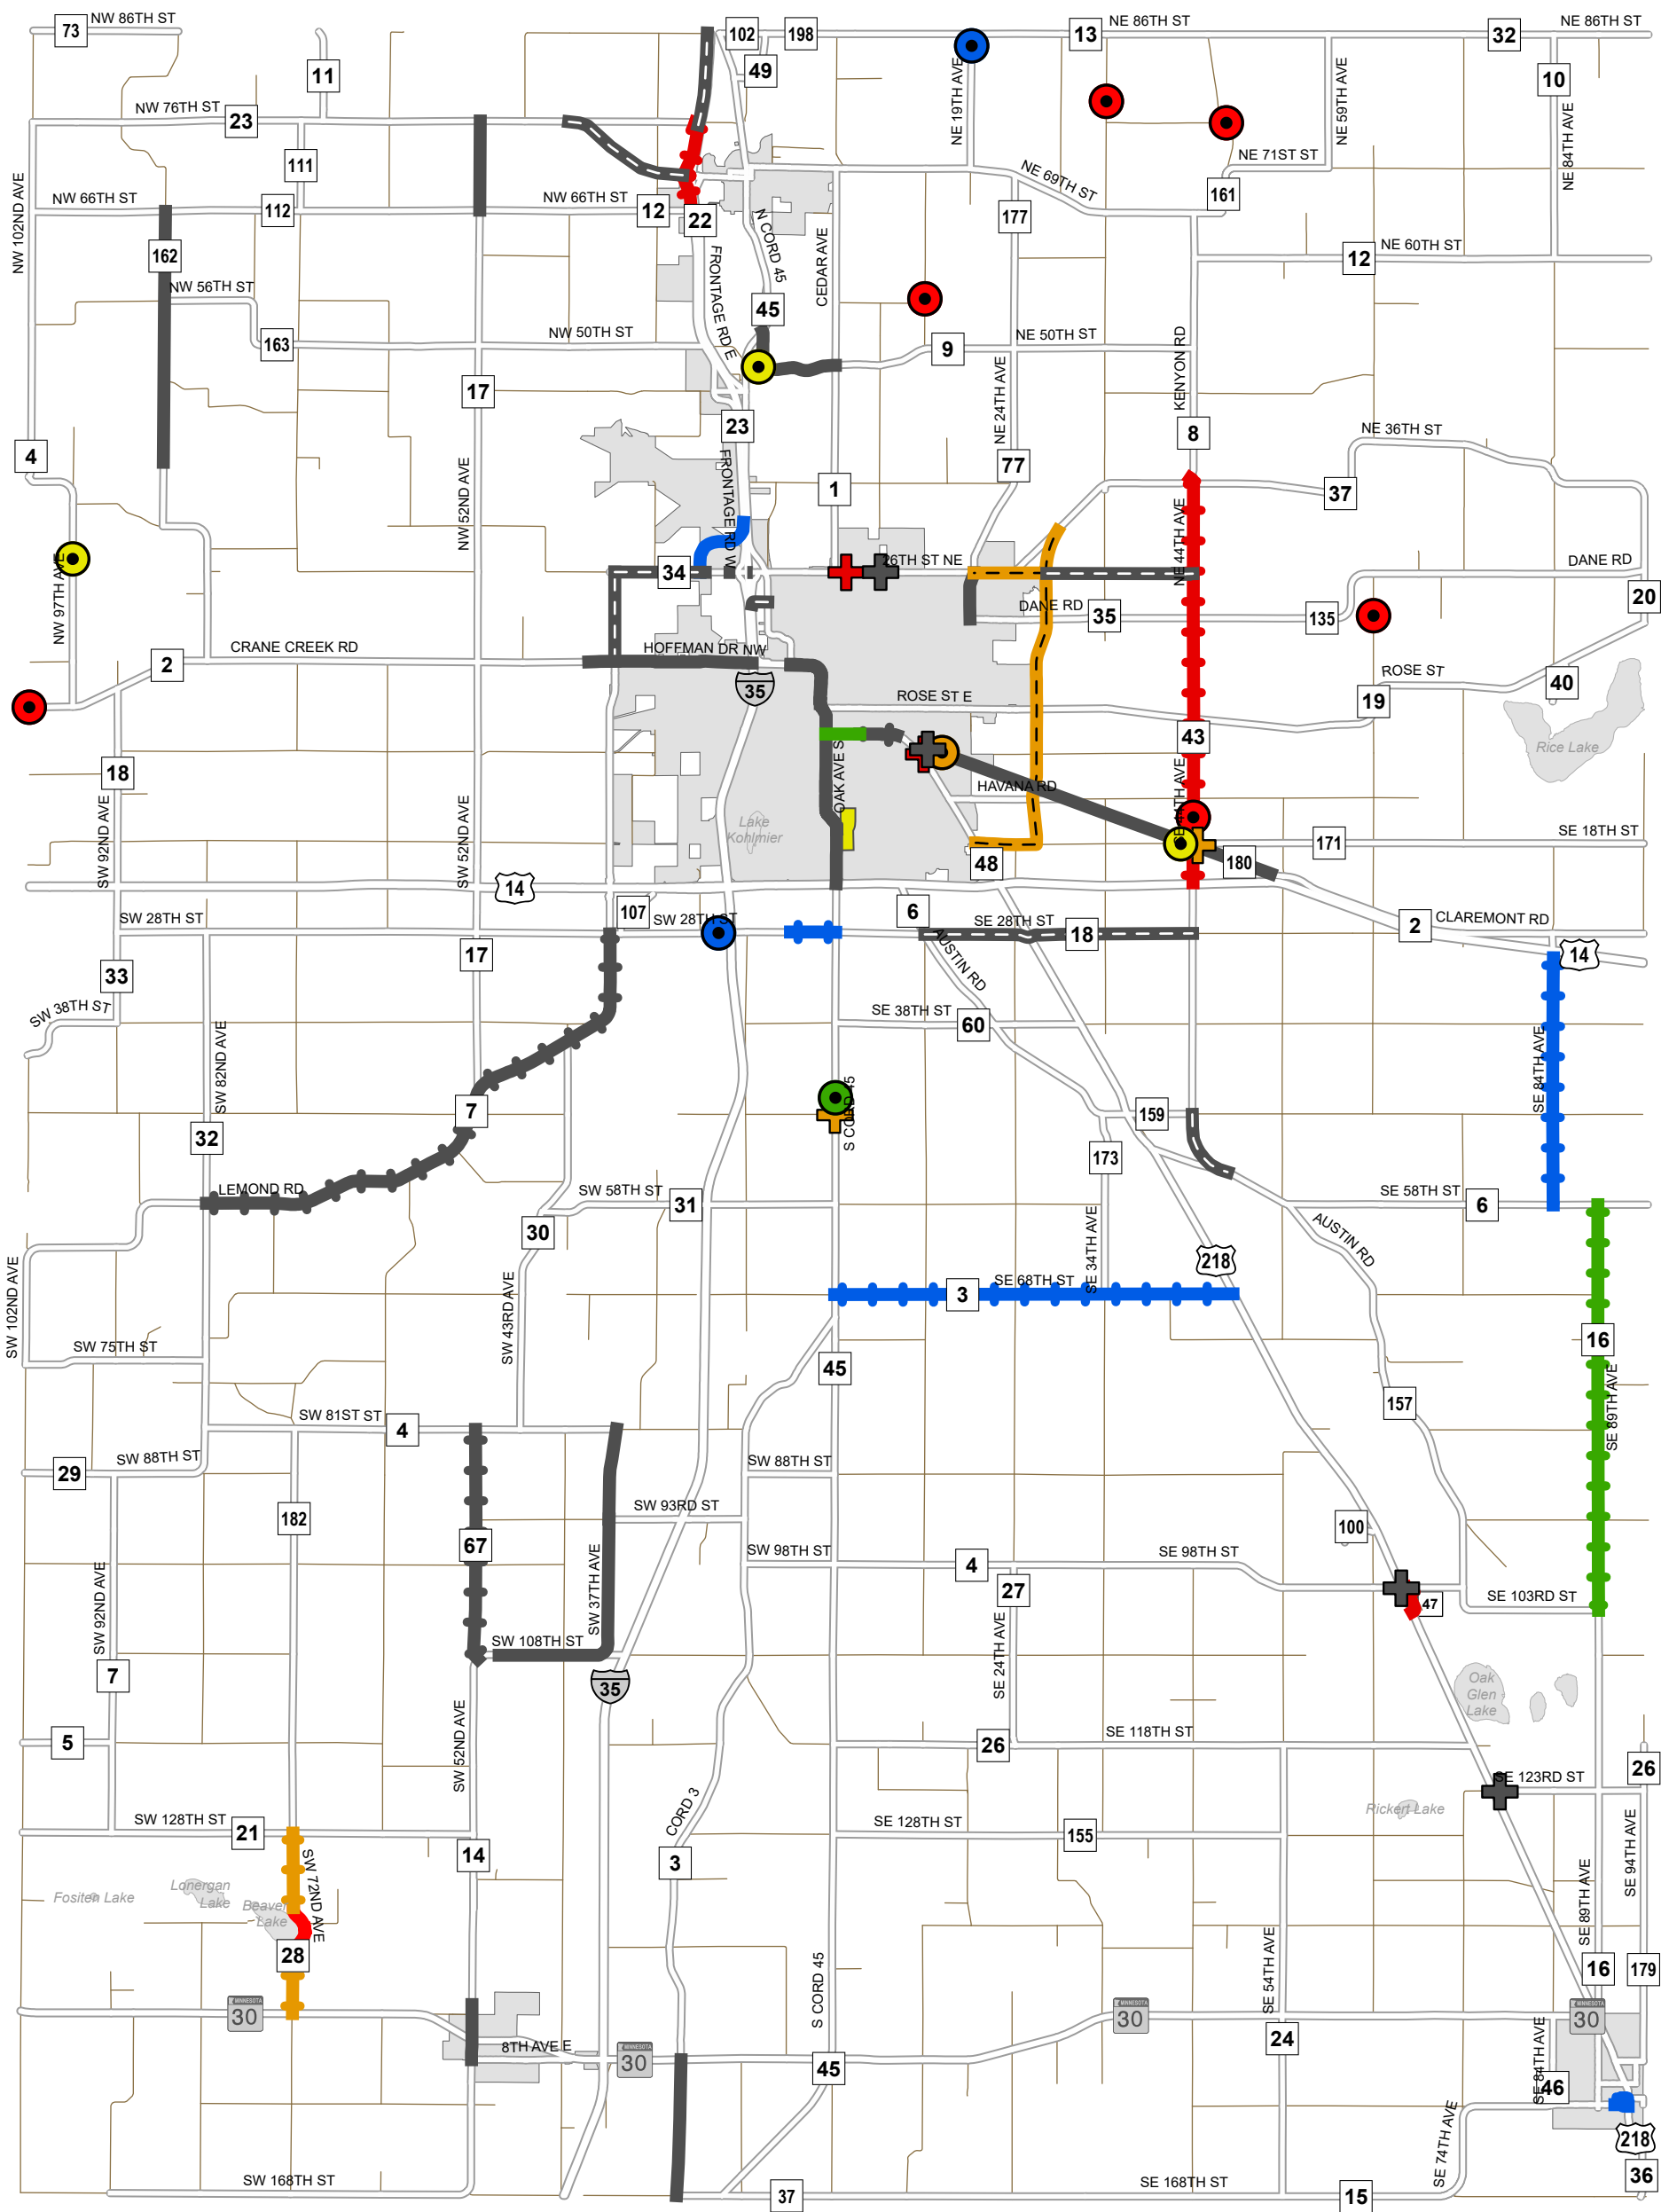 73
NW 86TH ST
102
198
13
NE 86TH ST
32
NE 86TH ST
11
49
NE 19TH AVE
NE 59TH AVE
10
NW 76TH ST
23
NE 84TH AVE
111
NE 71ST ST
NE 69TH ST
161
NW 102ND AVE
NW 66TH ST
112
NW 66TH ST
12
22
177
162
N CORD 45
CEDAR AVE
12
NE 60TH ST
NW 56TH ST
FRONTAGE RD E
45
163
NW 50TH ST
9
NE 50TH ST
17
NE 24TH AVE
KENYON RD
23
8
NE 36TH ST
4
77
NW 52ND AVE
FRONTAGE RD W
1
37
NE 44TH AVE
34
26TH ST NE
DANE RD
NW 97TH AVE
DANE RD
35
135
20
2
CRANE CREEK RD
HOFFMAN DR NW
35
ROSE ST E
ROSE ST
40
19
43
Rice Lake
18
HAVANA RD
OAK AVE S
Lake
Kohlmier
SW 92ND AVE
SW 52ND AVE
171
SE 18TH ST
48
180
14
107
SW 28TH ST
SW 28TH ST
6
SE 28TH ST
18
2
CLAREMONT RD
AUSTIN RD
33
17
14
SW 38TH ST
SE 38TH ST
60
SW 82ND AVE
SE 84TH AVE
7
S CORD 45
159
32
173
LEMOND RD
SW 58TH ST
31
SE 58TH ST
6
30
SE 34TH AVE
AUSTIN RD
218
SW 102ND AVE
3
SE 68TH ST
SW 43RD AVE
16
SW 75TH ST
45
SE 89TH AVE
157
SW 81ST ST
4
29
SW 88TH ST
SW 88TH ST
182
SW 93RD ST
100
67
SW 98TH ST
4
SE 98TH ST
SW 37TH AVE
27
SE 103RD ST
47
SW 92ND AVE
SW 108TH ST
SE 24TH AVE
7
35
Oak
Glen
Lake
5
SW 52ND AVE
26
SE 118TH ST
26
SE 123RD ST
CORD 3
Rickert Lake
SW 128TH ST
21
SE 128TH ST
155
SE 94TH AVE
14
3
SW 72ND AVE
Fositen Lake
Lonergan
Lake
Beaver
Lake
SE 89TH AVE
28
S CORD 45
SE 54TH AVE
16
179
MINNESOTA
30
MINNESOTA
30
MINNESOTA
30
24
8TH AVE E
MINNESOTA
30
45
SE 84TH AVE
46
SE 74TH AVE
218
SW 168TH ST
37
SE 168TH ST
15
36